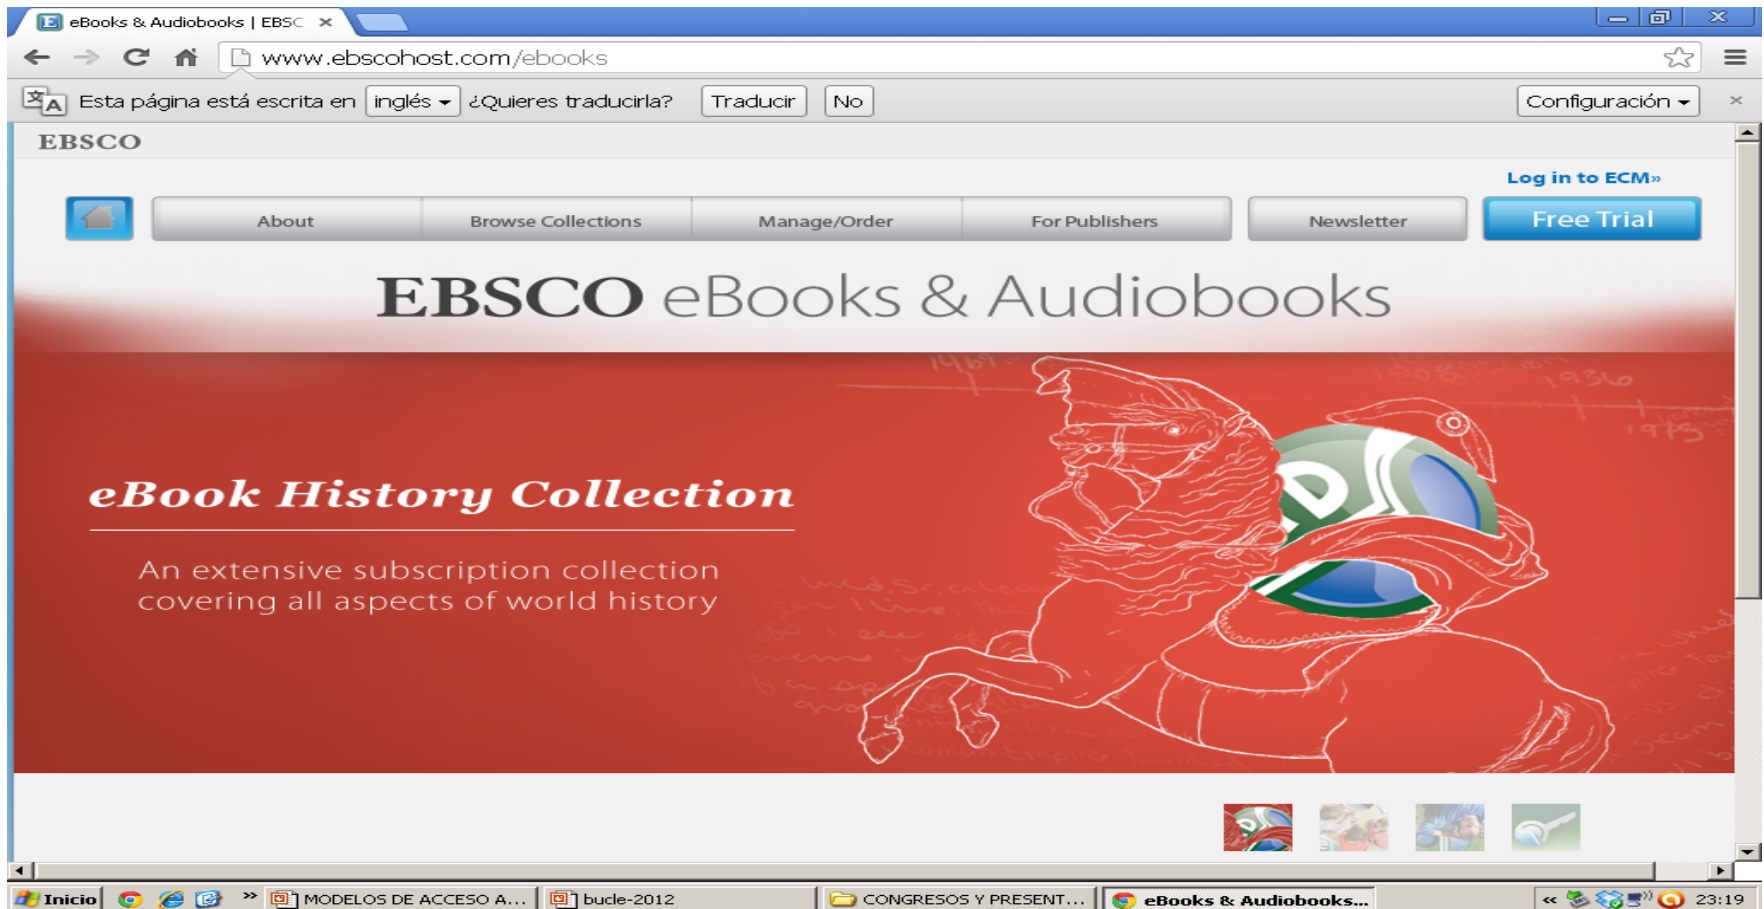 eBooks & Audiobooks | EBSC
www.ebscohost.com/ebooks
Esta página está escrita en inglés ¿Quieres traducirla? Traducir No Configuración
EBSCO
Log in to ECM»
About Browse Collections Manage/Order For Publishers Newsletter Free Trial
EBSCO eBooks & Audiobooks
1469
1936
1975
eBook History Collection
An extensive subscription collection
covering all aspects of world history
Inicio » MODELOS DE ACCESO A... bucle-2012 CONGRESOS Y PRESENT... eBooks & Audiobooks... « 23:19